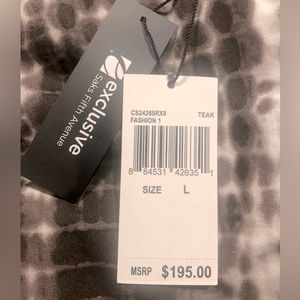 exclusive
Saks Fifth Avenue
CS24260RX9 TEAK
FASHION 1
8 84531 42635 1
SIZE L
MSRP $195.00